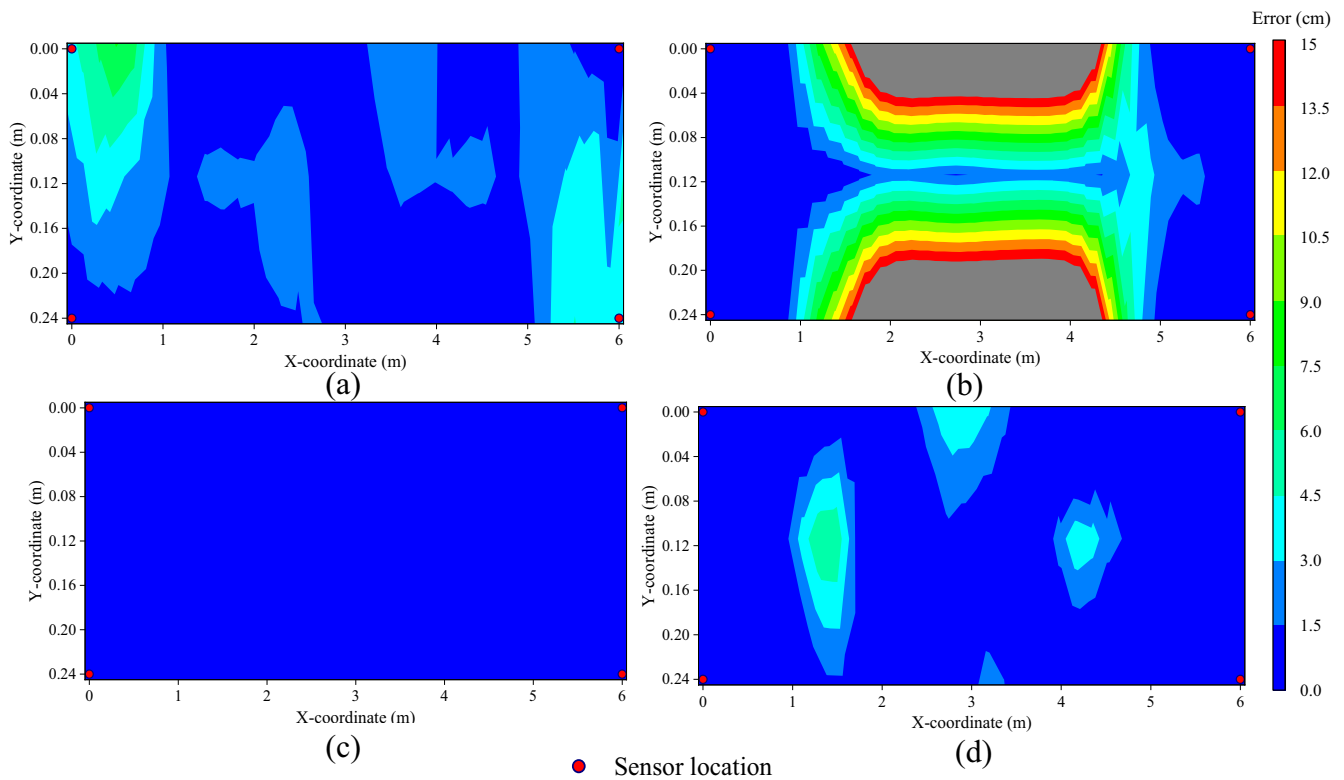 Error (cm)
15
13.5
12.0
10.5
9.0
7.5
6.0
4.5
3.0
1.5
0.0
0.00
0.04
0.08
0.12
0.16
0.20
0.24
Y-coordinate (m)
0 1 2 3 4 5 6
X-coordinate (m)
(a)
0.00
0.04
0.08
0.12
0.16
0.20
0.24
Y-coordinate (m)
0 1 2 3 4 5 6
X-coordinate (m)
(b)
0.00
0.04
0.08
0.12
0.16
0.20
0.24
Y-coordinate (m)
0 1 2 3 4 5 6
X-coordinate (m)
(c)
0.00
0.04
0.08
0.12
0.16
0.20
0.24
Y-coordinate (m)
0 1 2 3 4 5 6
X-coordinate (m)
(d)
Sensor location